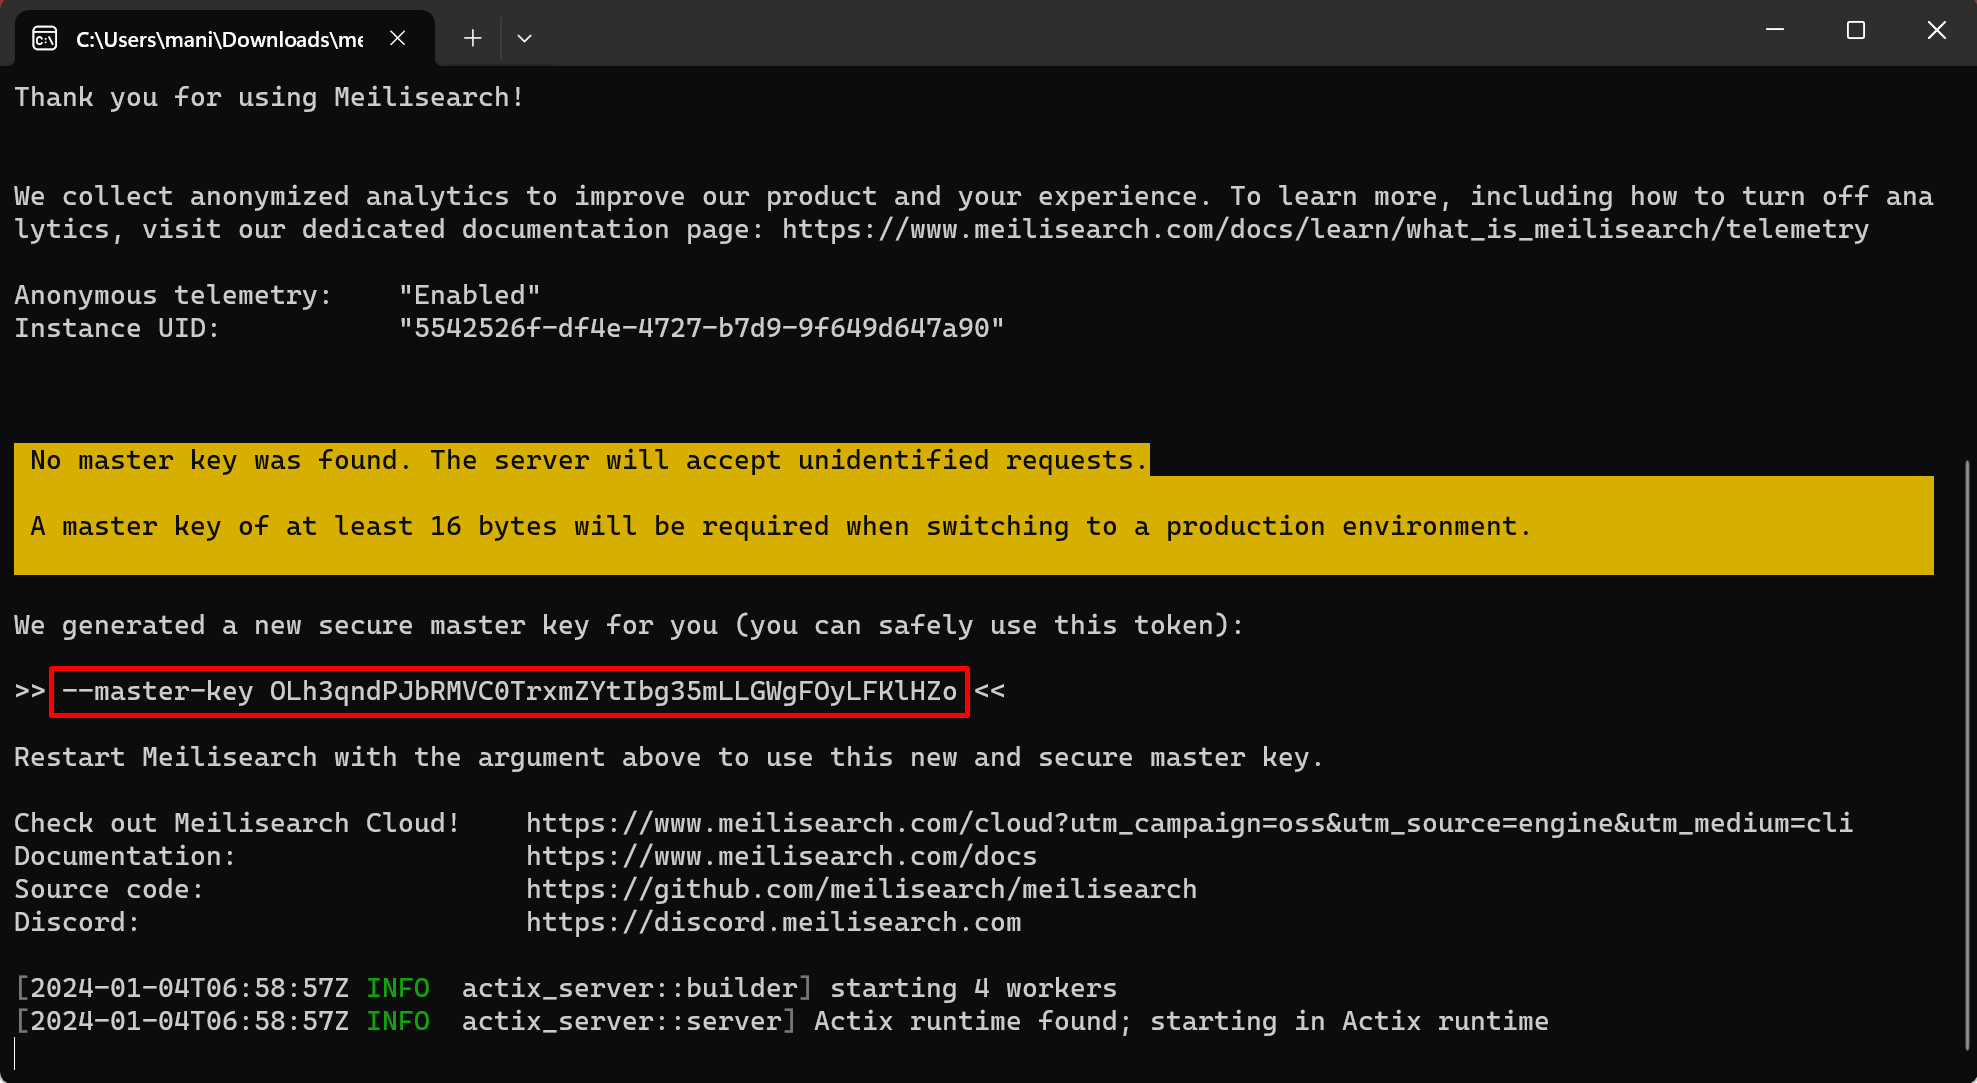 C:\Users\mani\Downloads\me
Thank you for using Meilisearch!
We collect anonymized analytics to improve our product and your experience. To learn more, including how to turn off ana
lytics, visit our dedicated documentation page: https://www.meilisearch.com/docs/learn/what_is_meilisearch/telemetry
Anonymous telemetry: "Enabled"
Instance UID: "5542526f-df4e-4727-b7d9-9f649d647a90"
No master key was found. The server will accept unidentified requests.
A master key of at least 16 bytes will be required when switching to a production environment.
We generated a new secure master key for you (you can safely use this token):
>> --master-key OLh3qndPJbRMVC0TrxmZYtIbg35mLLGWgFOyLFKlHZo <<
Restart Meilisearch with the argument above to use this new and secure master key.
Check out Meilisearch Cloud! https://www.meilisearch.com/cloud?utm_campaign=oss&utm_source=engine&utm_medium=cli
Documentation: https://www.meilisearch.com/docs
Source code: https://github.com/meilisearch/meilisearch
Discord: https://discord.meilisearch.com
[2024-01-04T06:58:57Z INFO  actix_server::builder] starting 4 workers
[2024-01-04T06:58:57Z INFO  actix_server::server] Actix runtime found; starting in Actix runtime